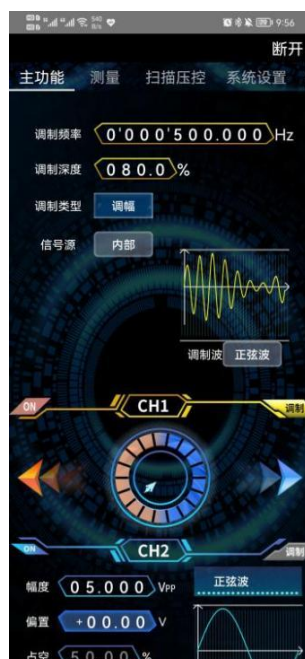 540 B/s 9:56
断开
主功能 测量 扫描压控 系统设置
调制频率 0'000'500.000 Hz
调制深度 080.0 %
调制类型 调幅
信号源 内部
调制波 正弦波
ON CH1 调制
ON CH2 调制
幅度 05.000 VPP 正弦波
偏置 +00.00 V
占空 50.00 %